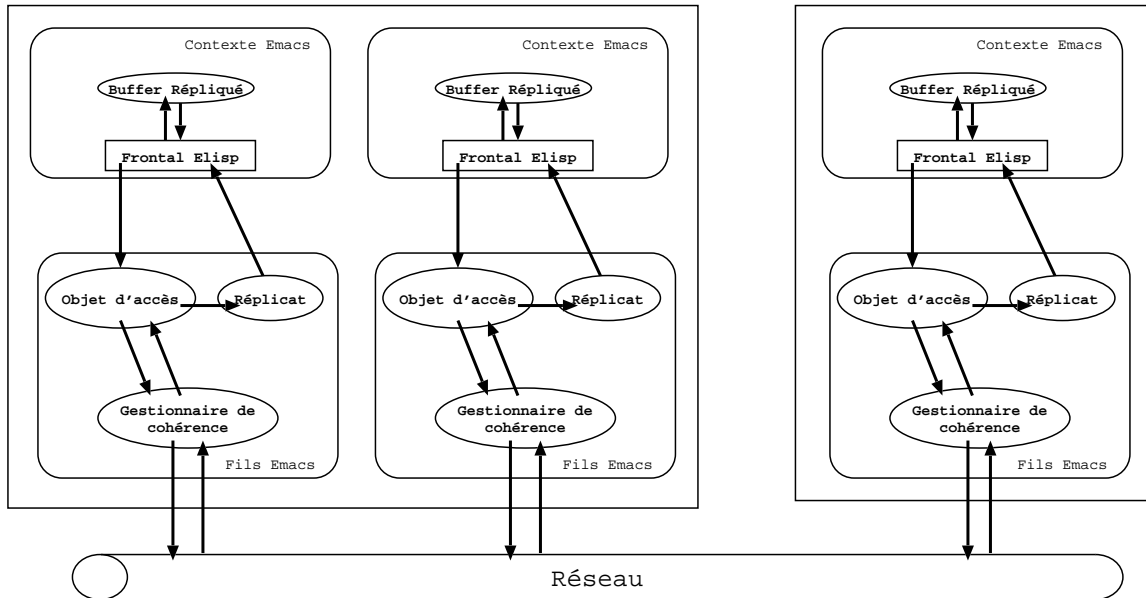 Contexte Emacs
Buffer Répliqué
Frontal Elisp
Objet d'accès
Réplicat
Gestionnaire de
cohérence
Fils Emacs
Contexte Emacs
Buffer Répliqué
Frontal Elisp
Objet d'accès
Réplicat
Gestionnaire de
cohérence
Fils Emacs
Contexte Emacs
Buffer Répliqué
Frontal Elisp
Objet d'accès
Réplicat
Gestionnaire de
cohérence
Fils Emacs
Réseau